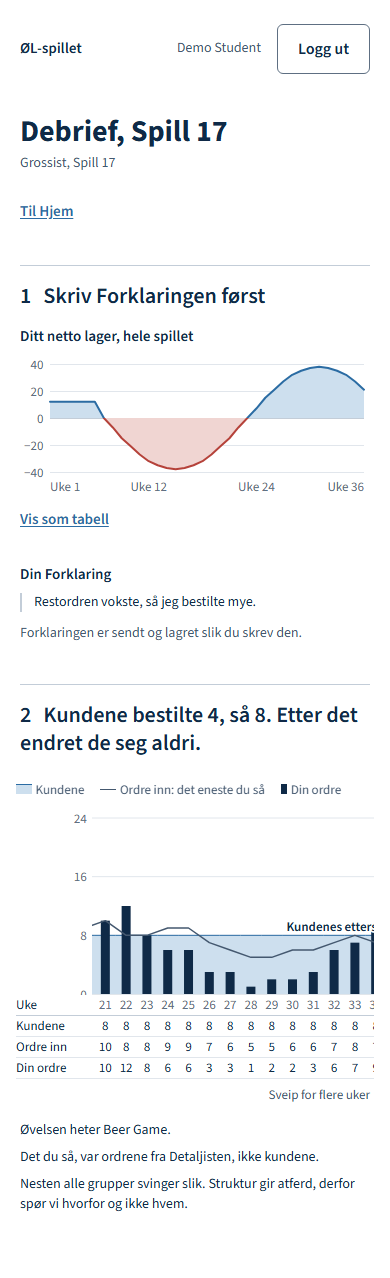 ØL-spillet Demo Student Logg ut
Debrief, Spill 17
Grossist, Spill 17
Til Hjem
1 Skriv Forklaringen først
Ditt netto lager, hele spillet
40
20
0
−20
−40
Uke 1 Uke 12 Uke 24 Uke 36
Vis som tabell
Din Forklaring
Restordren vokste, så jeg bestilte mye.
Forklaringen er sendt og lagret slik du skrev den.
2 Kundene bestilte 4, så 8. Etter det
endret de seg aldri.
Kundene Ordre inn: det eneste du så Din ordre
24
16
8
0
Kundenes etters
Uke 21 22 23 24 25 26 27 28 29 30 31 32 33 3
Kundene 8 8 8 8 8 8 8 8 8 8 8 8 8
Ordre inn 10 8 8 9 9 7 6 5 5 6 6 7 8
Din ordre 10 12 8 6 6 3 3 1 2 2 3 6 7
Sveip for flere uker
Øvelsen heter Beer Game.
Det du så, var ordrene fra Detaljisten, ikke kundene.
Nesten alle grupper svinger slik. Struktur gir atferd, derfor
spør vi hvorfor og ikke hvem.